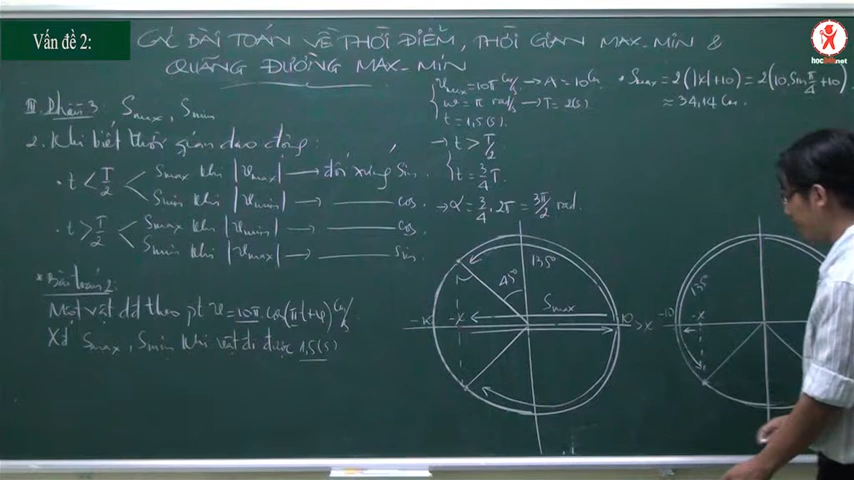 Vấn đề 2:
CÁC BÀI TOÁN VỀ THỜI ĐIỂM, THỜI GIAN MAX-MIN &
QUÃNG ĐƯỜNG MAX-MIN
hocmai.net
III. Phần 3: Smax, Smin
2. Khi biết thời gian dao động:
• t < T/2 < Smax khi |vmax| → đối xứng Sin.
Smin khi |vmin| → ——— cos
• t > T/2 < Smax khi |vmin| → ——— cos.
Smin khi |vmax| → ——— sin.
* Bài toán 2:
Một vật dđ theo pt v = 10π cos(πt+φ) cm/s
Xđ Smax, Smin khi vật đi được 1,5(s)
vmax = 10π cm/s → A = 10cm
ω = π rad/s → T = 2(s).
t = 1,5(s).
→ t > T/2
t = 3/4 T.
→ α = 3/4 . 2π = 3π/2 rad.
• Smax = 2(|x|+10) = 2(10.Sin π/4 + 10)
≈ 34,14 cm.
135°
45°
Smax
-10 -x 10 x
-10 -x
135°